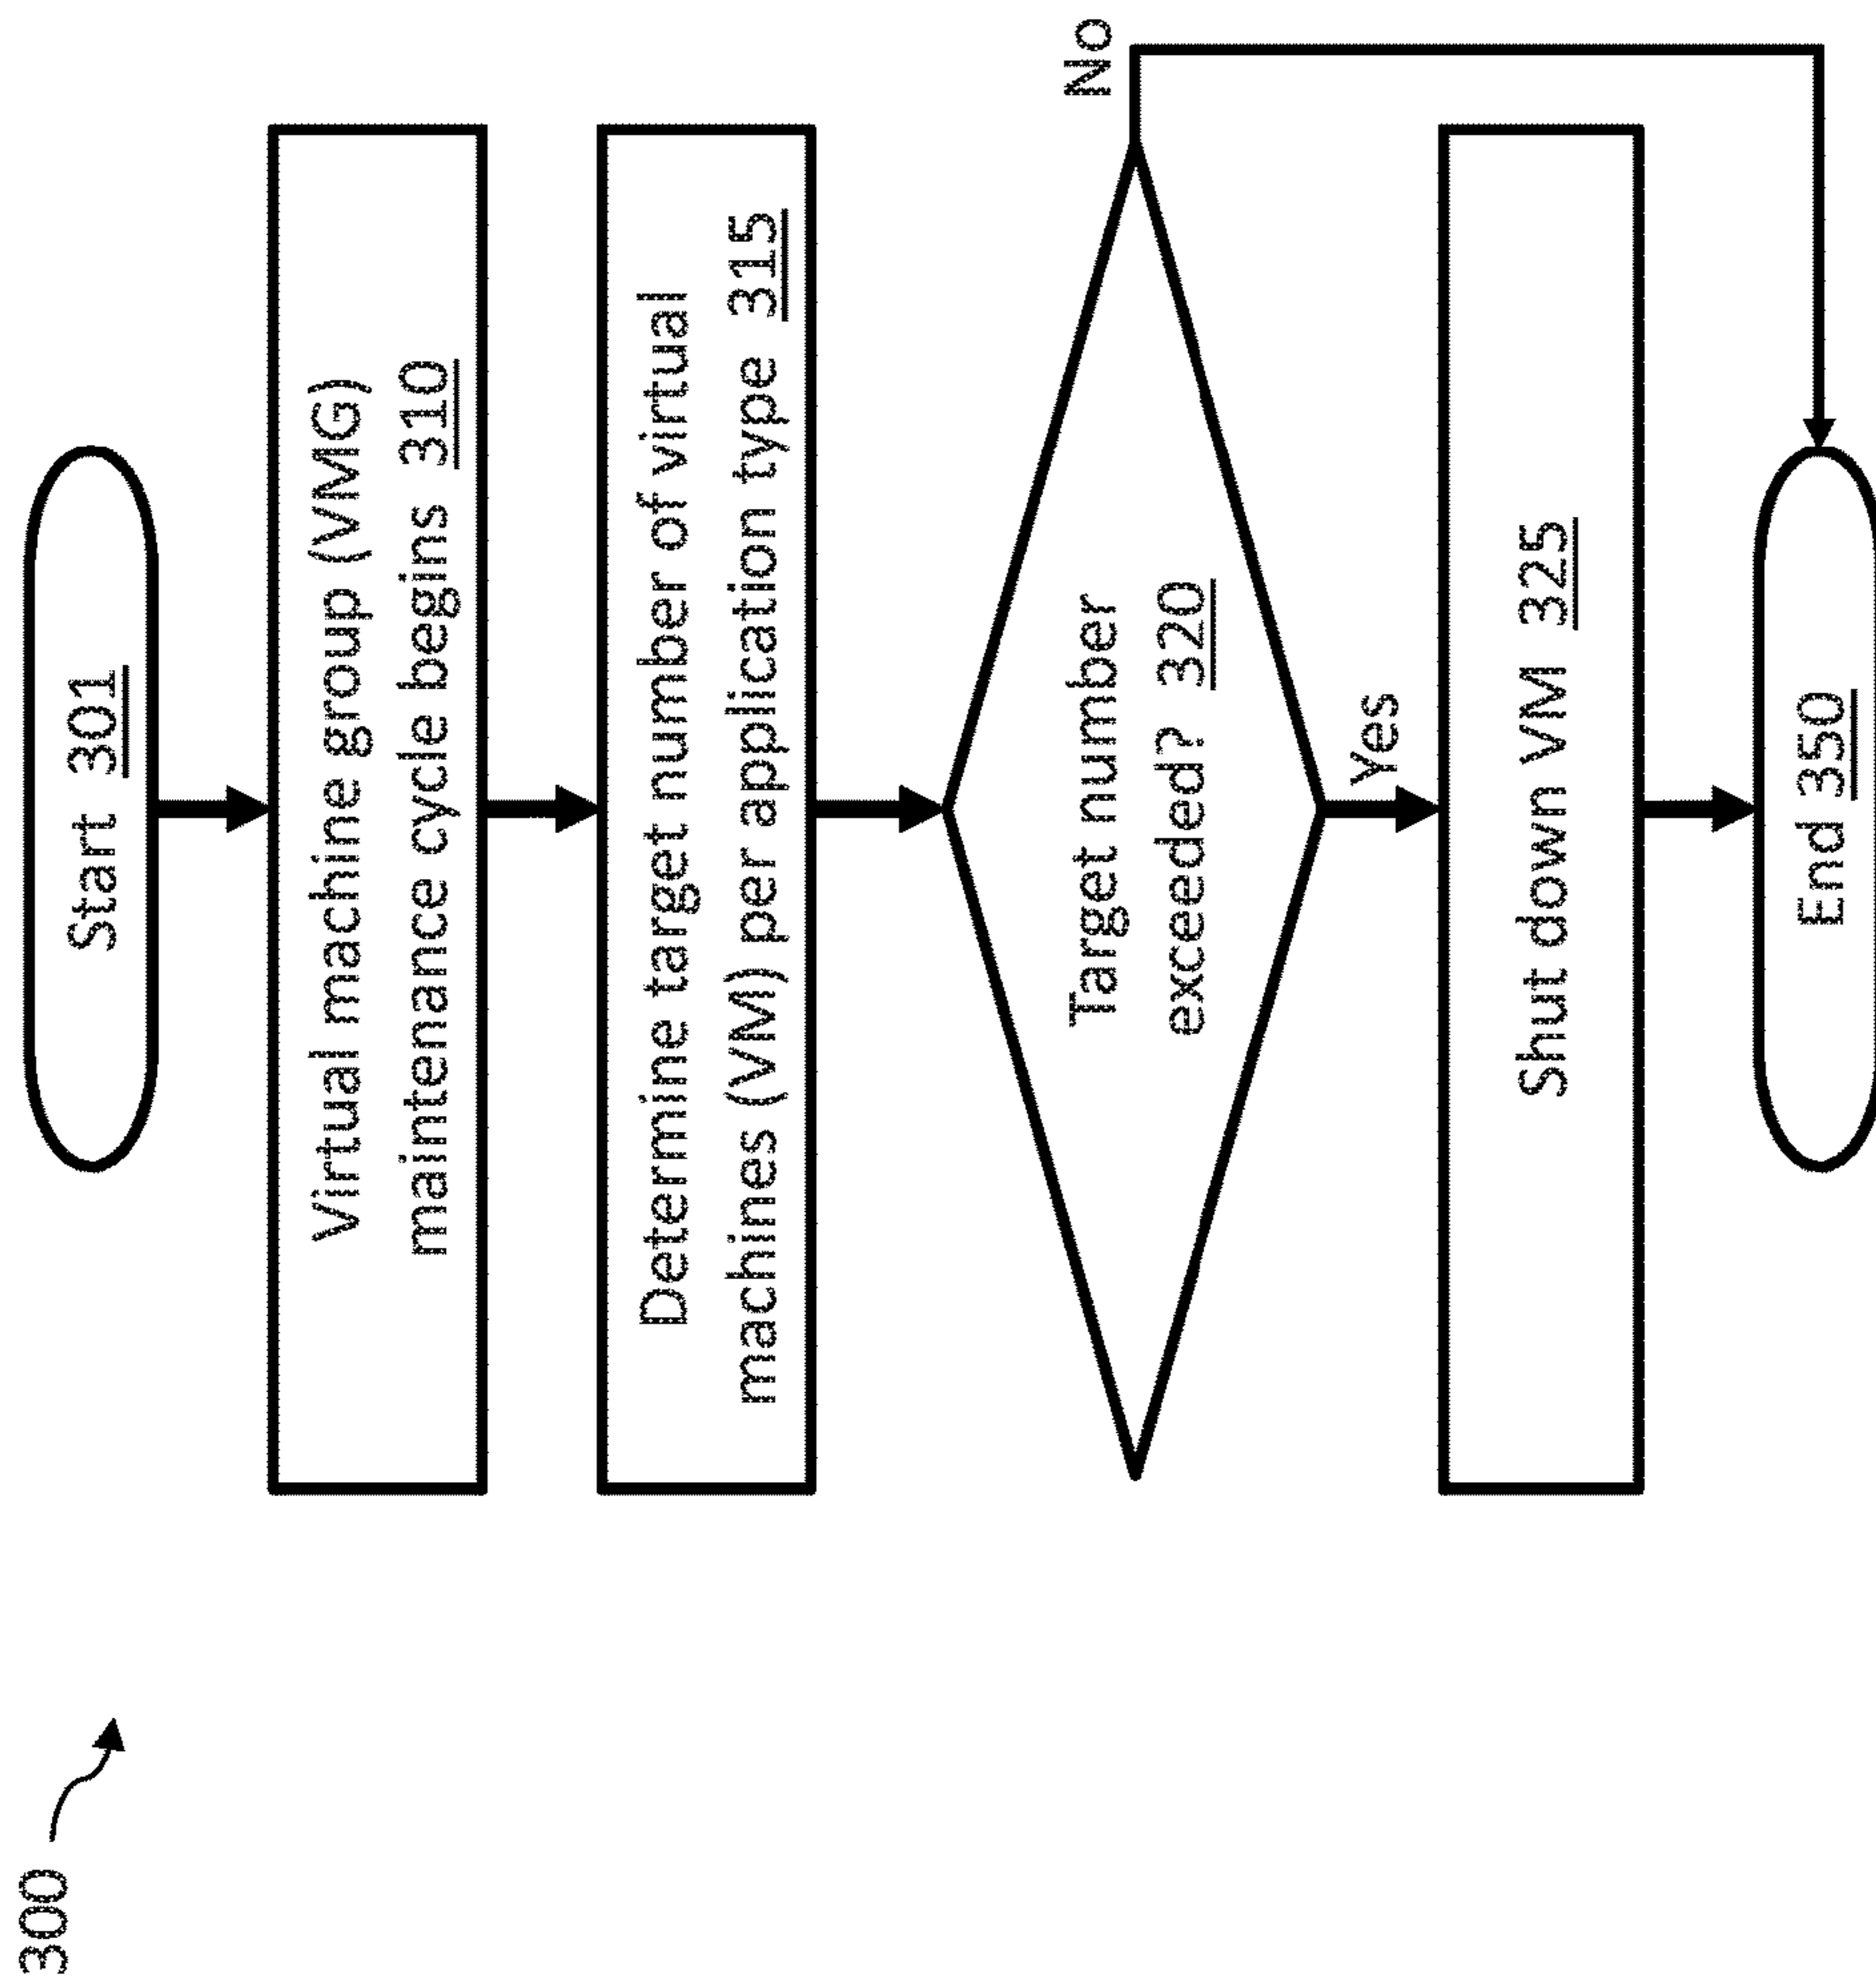 300
Start 301
Virtual machine group (VMG)
maintenance cycle begins 310
Determine target number of virtual
machines (VM) per application type 315
Target number
exceeded? 320
No
Yes
Shut down VM 325
End 350